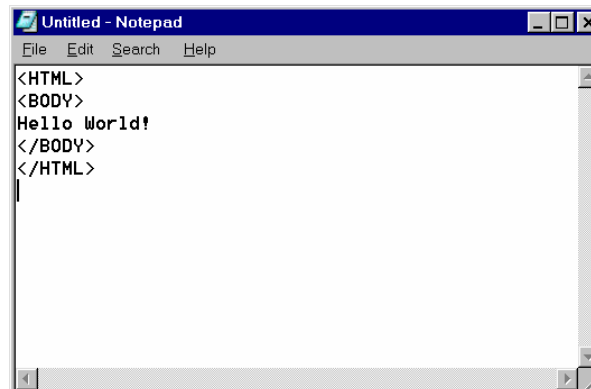 Untitled - Notepad
File Edit Search Help
<HTML>
<BODY>
Hello World!
</BODY>
</HTML>